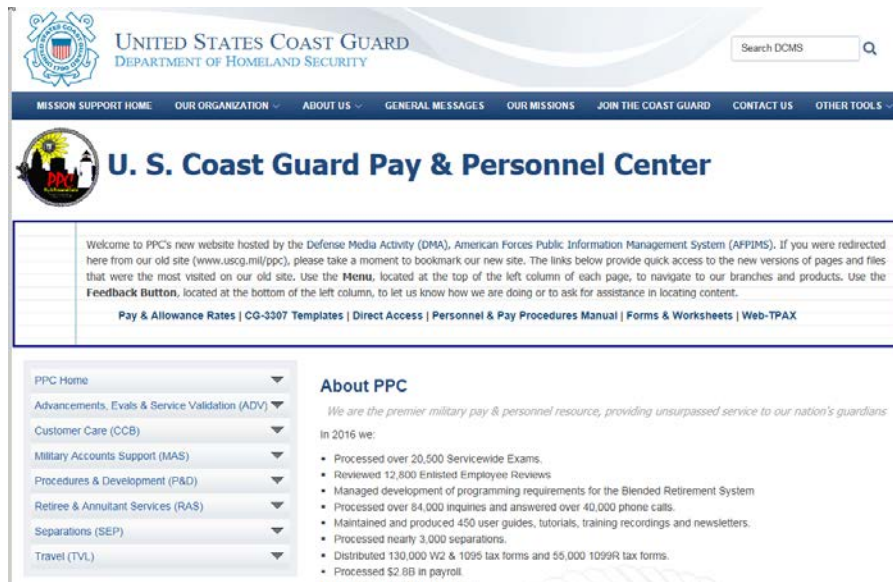 UNITED STATES COAST GUARD
DEPARTMENT OF HOMELAND SECURITY
Search DCMS
MISSION SUPPORT HOME OUR ORGANIZATION ABOUT US GENERAL MESSAGES OUR MISSIONS JOIN THE COAST GUARD CONTACT US OTHER TOOLS
PPC
U. S. Coast Guard Pay & Personnel Center
Welcome to PPC's new website hosted by the Defense Media Activity (DMA), American Forces Public Information Management System (AFPIMS). If you were redirected
here from our old site (www.uscg.mil/ppc), please take a moment to bookmark our new site. The links below provide quick access to the new versions of pages and files
that were the most visited on our old site. Use the Menu, located at the top of the left column of each page, to navigate to our branches and products. Use the
Feedback Button, located at the bottom of the left column, to let us know how we are doing or to ask for assistance in locating content.
Pay & Allowance Rates | CG-3307 Templates | Direct Access | Personnel & Pay Procedures Manual | Forms & Worksheets | Web-TPAX
PPC Home
Advancements, Evals & Service Validation (ADV)
Customer Care (CCB)
Military Accounts Support (MAS)
Procedures & Development (P&D)
Retiree & Annuitant Services (RAS)
Separations (SEP)
Travel (TVL)
About PPC
We are the premier military pay & personnel resource, providing unsurpassed service to our nation's guardians
In 2016 we:
• Processed over 20,500 Servicewide Exams.
• Reviewed 12,800 Enlisted Employee Reviews
• Managed development of programming requirements for the Blended Retirement System
• Processed over 84,000 inquiries and answered over 40,000 phone calls.
• Maintained and produced 450 user guides, tutorials, training recordings and newsletters.
• Processed nearly 3,000 separations.
• Distributed 130,000 W2 & 1095 tax forms and 55,000 1099R tax forms.
• Processed $2.8B in payroll.